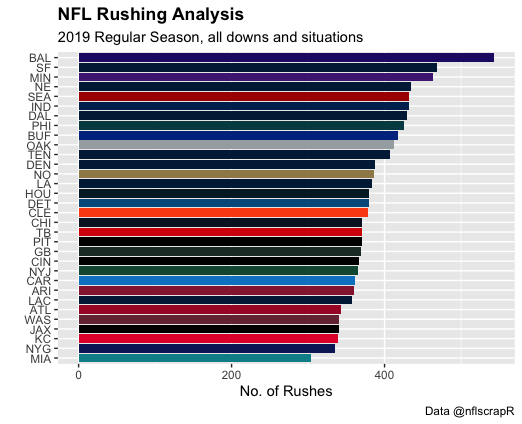 NFL Rushing Analysis
2019 Regular Season, all downs and situations
BAL
SF
MIN
NE
SEA
IND
DAL
PHI
BUF
OAK
TEN
DEN
NO
LA
HOU
DET
CLE
CHI
TB
PIT
GB
CIN
NYJ
CAR
ARI
LAC
ATL
WAS
JAX
KC
NYG
MIA
0 200 400
No. of Rushes
Data @nflscrapR